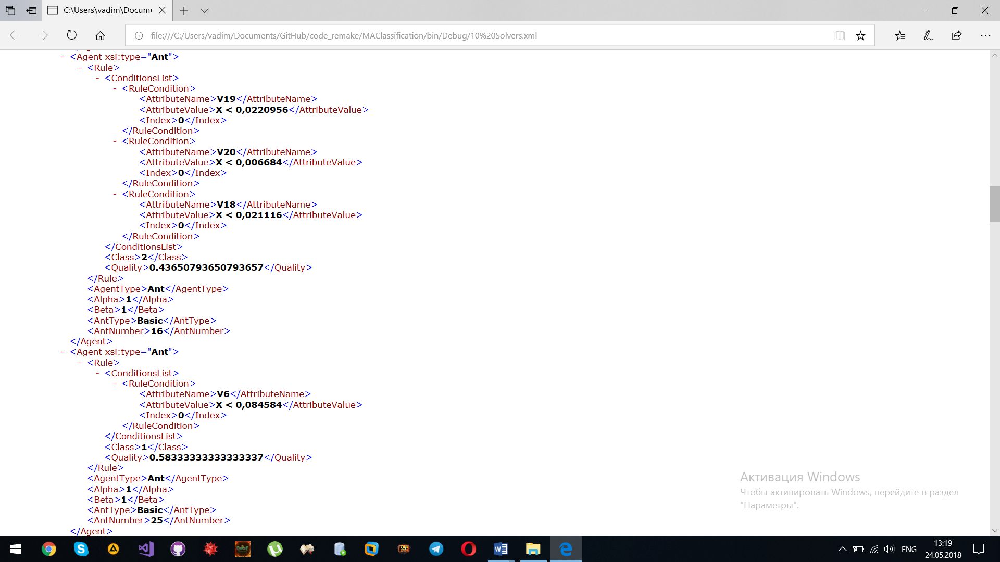 C:\Users\vadim\Docum
file:///C:/Users/vadim/Documents/GitHub/code_remake/MAClassification/bin/Debug/10%20Solvers.xml
- <Agent xsi:type="Ant">
- <Rule>
- <ConditionsList>
- <RuleCondition>
<AttributeName>V19</AttributeName>
<AttributeValue>X < 0,0220956</AttributeValue>
<Index>0</Index>
</RuleCondition>
- <RuleCondition>
<AttributeName>V20</AttributeName>
<AttributeValue>X < 0,006684</AttributeValue>
<Index>0</Index>
</RuleCondition>
- <RuleCondition>
<AttributeName>V18</AttributeName>
<AttributeValue>X < 0,021116</AttributeValue>
<Index>0</Index>
</RuleCondition>
</ConditionsList>
<Class>2</Class>
<Quality>0.43650793650793657</Quality>
</Rule>
<AgentType>Ant</AgentType>
<Alpha>1</Alpha>
<Beta>1</Beta>
<AntType>Basic</AntType>
<AntNumber>16</AntNumber>
</Agent>
- <Agent xsi:type="Ant">
- <Rule>
- <ConditionsList>
- <RuleCondition>
<AttributeName>V6</AttributeName>
<AttributeValue>X < 0,084584</AttributeValue>
<Index>0</Index>
</RuleCondition>
</ConditionsList>
<Class>1</Class>
<Quality>0.58333333333333337</Quality>
</Rule>
<AgentType>Ant</AgentType>
<Alpha>1</Alpha>
<Beta>1</Beta>
<AntType>Basic</AntType>
<AntNumber>25</AntNumber>
</Agent>
Активация Windows
Чтобы активировать Windows, перейдите в раздел
"Параметры".
ENG
13:19
24.05.2018